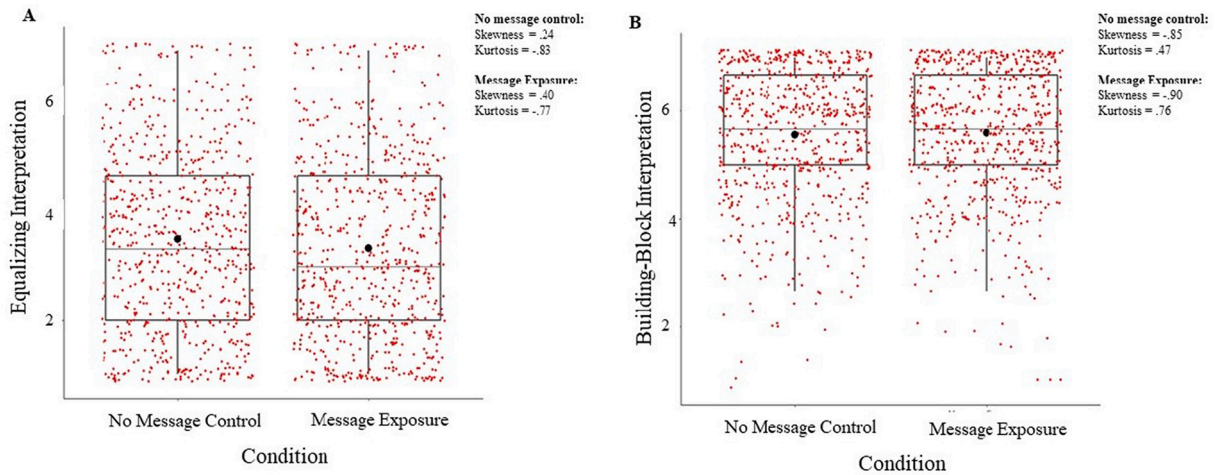 A
No message control:
Skewness = .24
Kurtosis = -.83
Message Exposure:
Skewness = .40
Kurtosis = -.77
Equalizing Interpretation
6
4
2
No Message Control
Message Exposure
Condition
B
No message control:
Skewness = -.85
Kurtosis = .47
Message Exposure:
Skewness = -.90
Kurtosis = .76
Building-Block Interpretation
6
4
2
No Message Control
Message Exposure
Condition